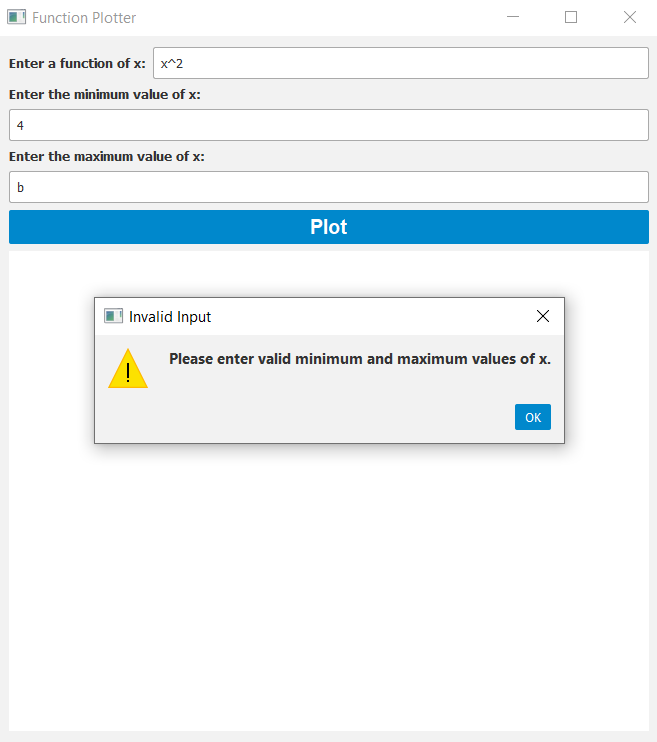 Function Plotter
Enter a function of x: x^2
Enter the minimum value of x:
4
Enter the maximum value of x:
b
Plot
Invalid Input
Please enter valid minimum and maximum values of x.
OK